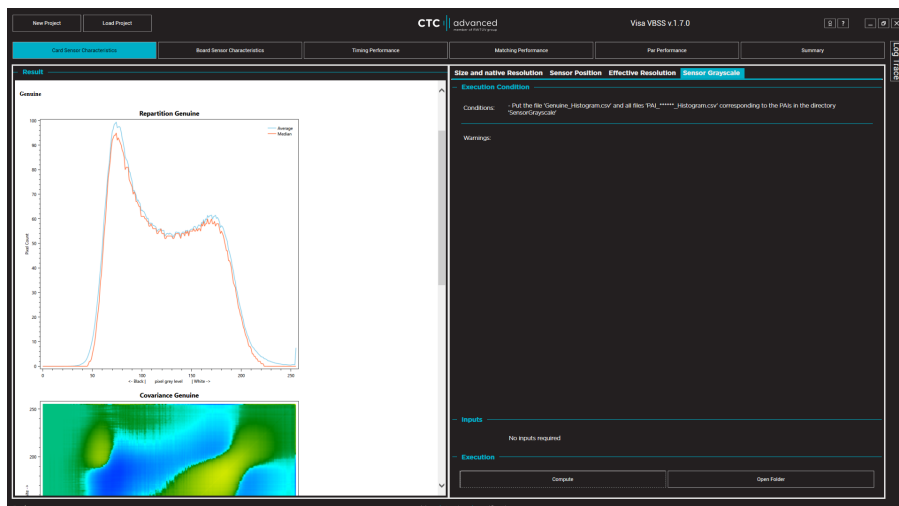 New Project
Load Project
CTC advanced
member of PARTUS group
Visa VBSS v.1.7.0
?
Card Sensor Characteristics
Board Sensor Characteristics
Timing Performance
Matching Performance
Par Performance
Summary
Log Trace
Result
Genuine
Repartition Genuine
Average
Median
Pixel Count
100
90
80
70
60
50
40
30
20
10
0
0
50
100
150
200
250
<-- Black |
pixel grey level
| White -->
Covariance Genuine
250
200
Size and native Resolution
Sensor Position
Effective Resolution
Sensor Grayscale
Execution Condition
Conditions:
- Put the file 'Genuine_Histogram.csv' and all files 'PAI_******_Histogram.csv' corresponding to the PAIs in the directory
'SensorGrayscale'
Warnings:
Inputs
No inputs required
Execution
Compute
Open Folder